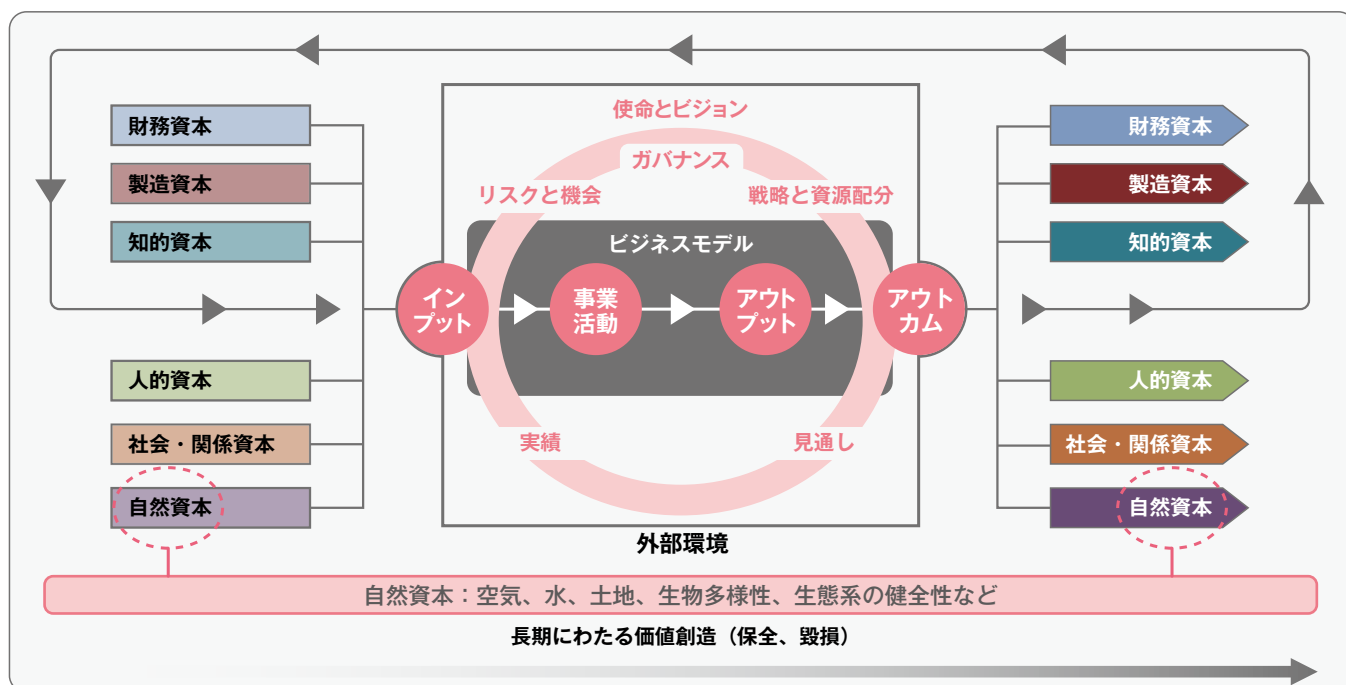 財務資本
製造資本
知的資本
人的資本
社会・関係資本
自然資本
使命とビジョン
ガバナンス
リスクと機会
戦略と資源配分
ビジネスモデル
イン
プット
事業
活動
アウト
プット
アウト
カム
実績
見通し
外部環境
財務資本
製造資本
知的資本
人的資本
社会・関係資本
自然資本
自然資本：空気、水、土地、生物多様性、生態系の健全性など
長期にわたる価値創造（保全、毀損）